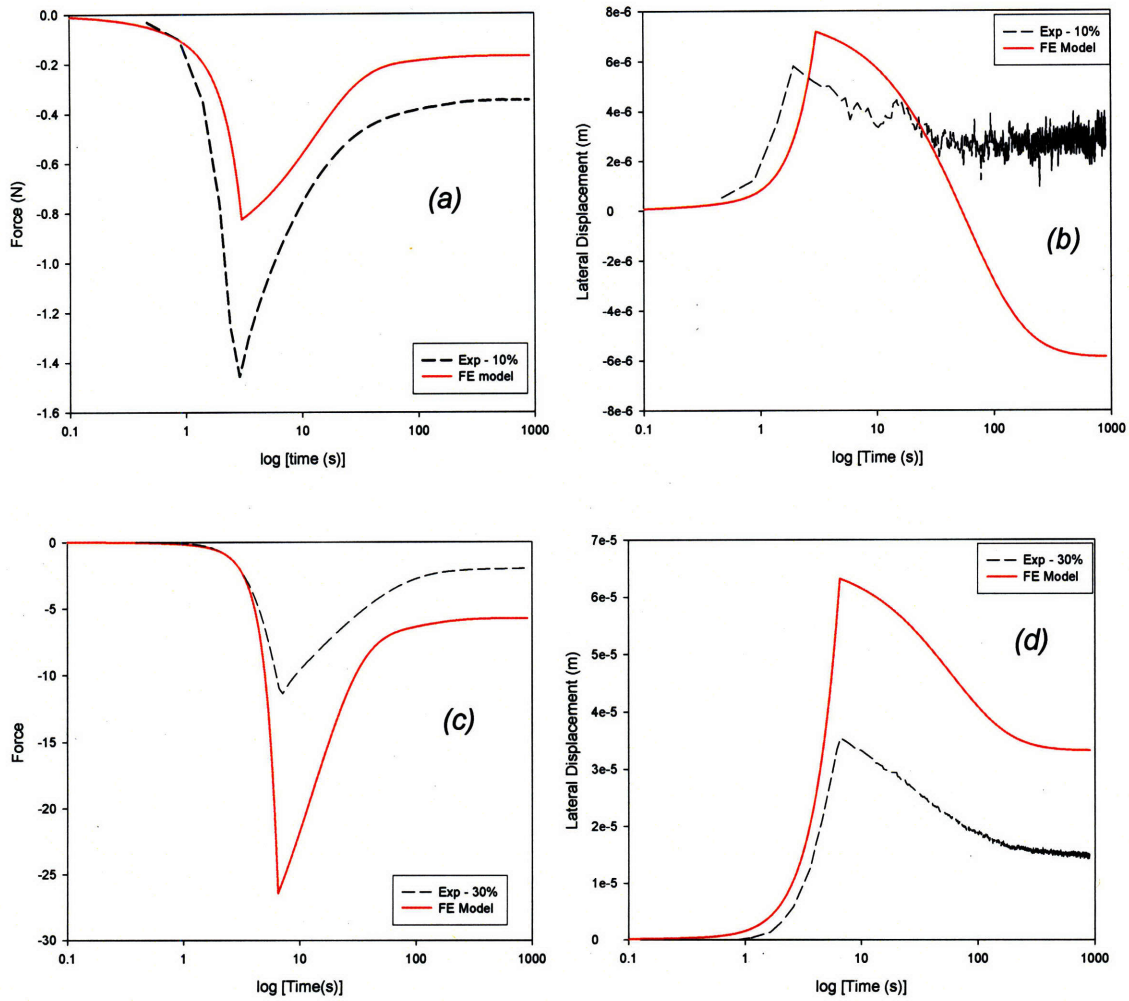 0.0
-0.2
-0.4
-0.6
-0.8
-1.0
-1.2
-1.4
-1.6
Force (N)
(a)
Exp - 10%
FE model
0.1 1 10 100 1000
log [time (s)]
8e-6
6e-6
4e-6
2e-6
0
-2e-6
-4e-6
-6e-6
-8e-6
Lateral Displacement (m)
Exp - 10%
FE Model
(b)
0.1 1 10 100 1000
log [Time (s)]
0
-5
-10
-15
-20
-25
-30
Force
(c)
Exp - 30%
FE Model
0.1 1 10 100 1000
log [Time(s)]
7e-5
6e-5
5e-5
4e-5
3e-5
2e-5
1e-5
0
Lateral Displacement (m)
Exp - 30%
FE Model
(d)
0.1 1 10 100 1000
log [Time (s)]